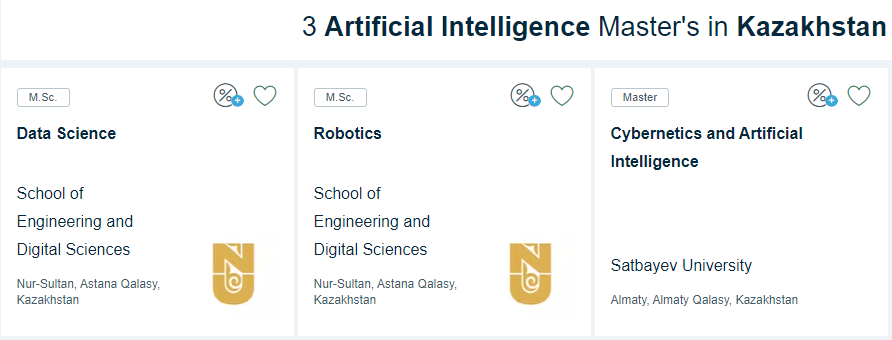 3 Artificial Intelligence Master's in Kazakhstan
M.Sc.
Data Science
School of
Engineering and
Digital Sciences
Nur-Sultan, Astana Qalasy,
Kazakhstan
M.Sc.
Robotics
School of
Engineering and
Digital Sciences
Nur-Sultan, Astana Qalasy,
Kazakhstan
Master
Cybernetics and Artificial
Intelligence
Satbayev University
Almaty, Almaty Qalasy, Kazakhstan